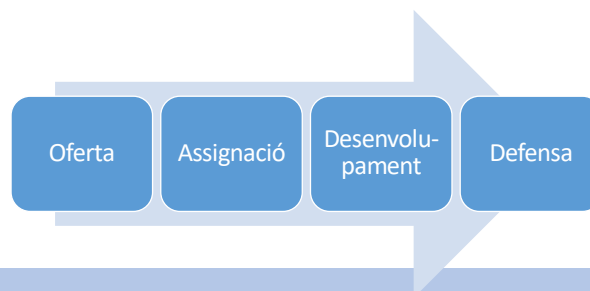 Oferta
Assignació
Desenvolu-
pament
Defensa